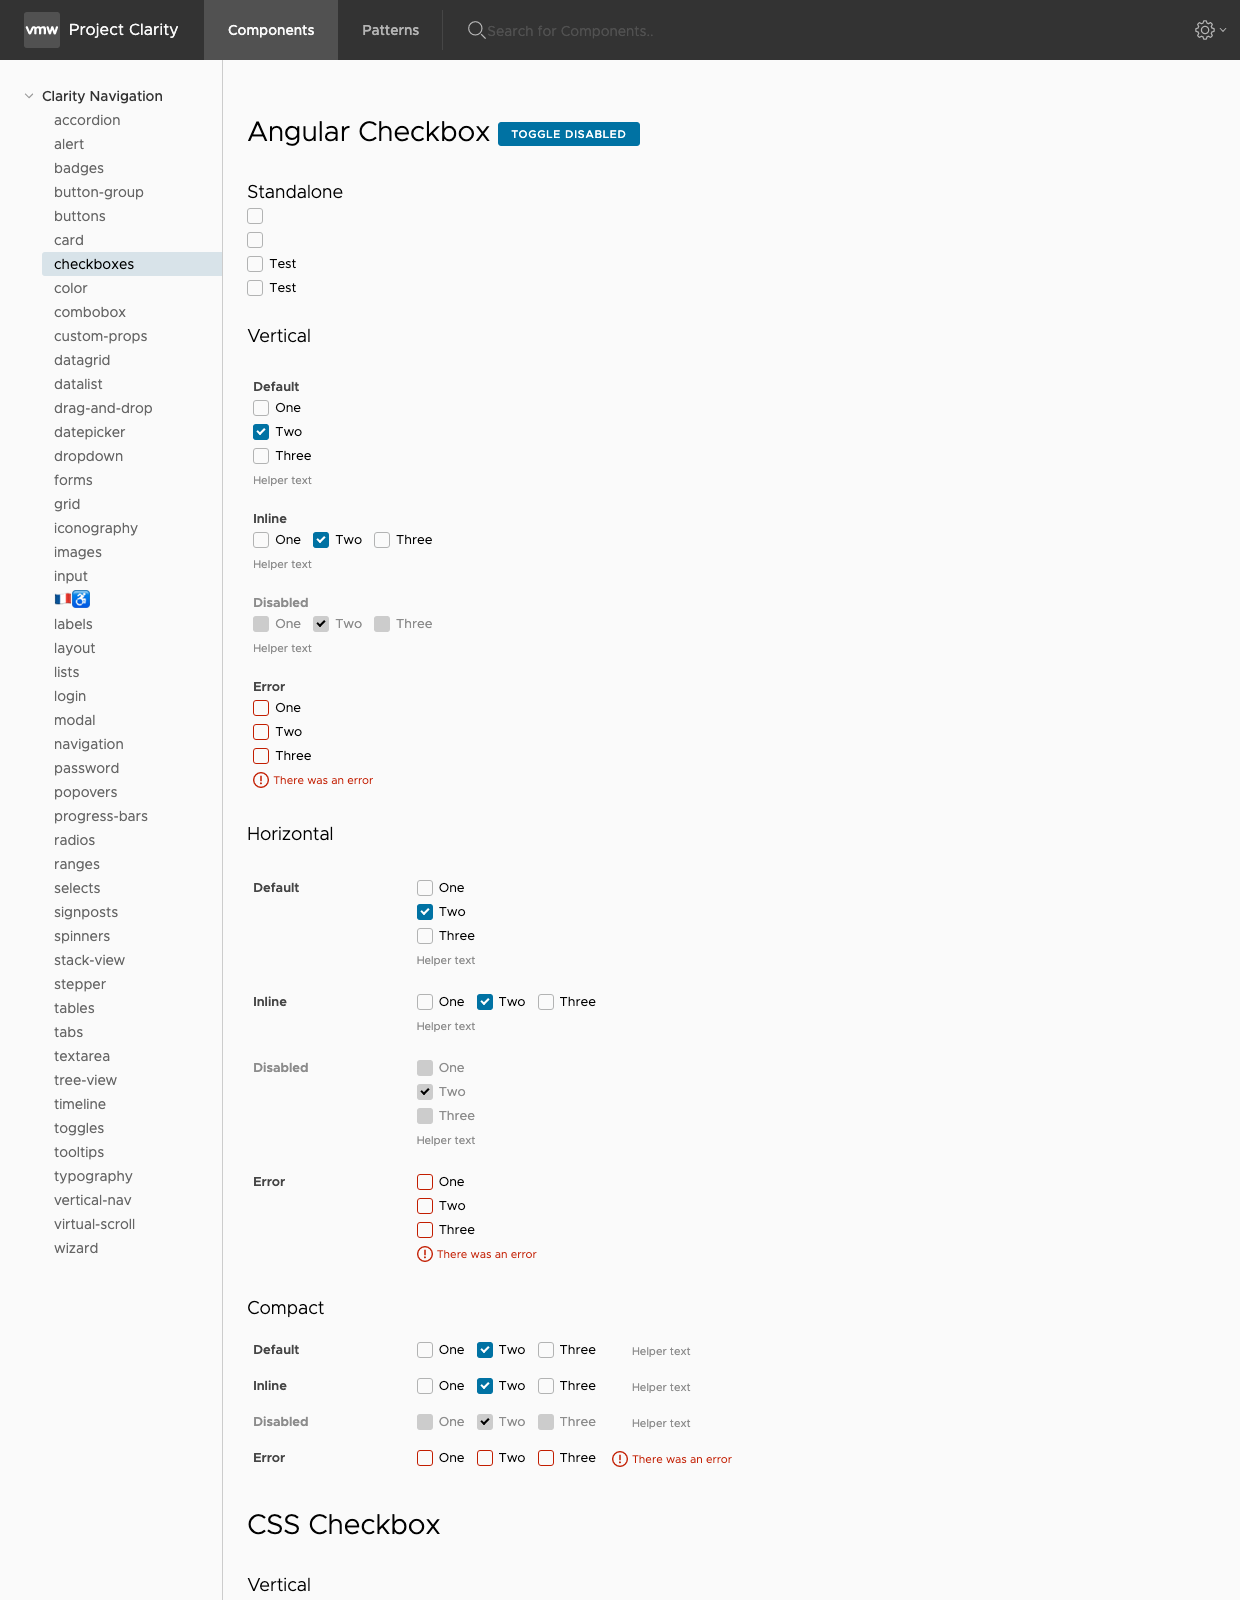 vmw Project Clarity Components Patterns Search for Components..
Clarity Navigation
accordion
alert
badges
button-group
buttons
card
checkboxes
color
combobox
custom-props
datagrid
datalist
drag-and-drop
datepicker
dropdown
forms
grid
iconography
images
input
🇫🇷♿
labels
layout
lists
login
modal
navigation
password
popovers
progress-bars
radios
ranges
selects
signposts
spinners
stack-view
stepper
tables
tabs
textarea
tree-view
timeline
toggles
tooltips
typography
vertical-nav
virtual-scroll
wizard
Angular Checkbox TOGGLE DISABLED
Standalone
Test
Test
Vertical
Default
One
Two
Three
Helper text
Inline
One Two Three
Helper text
Disabled
One Two Three
Helper text
Error
One
Two
Three
There was an error
Horizontal
Default One
Two
Three
Helper text
Inline One Two Three
Helper text
Disabled One
Two
Three
Helper text
Error One
Two
Three
There was an error
Compact
Default One Two Three Helper text
Inline One Two Three Helper text
Disabled One Two Three Helper text
Error One Two Three There was an error
CSS Checkbox
Vertical